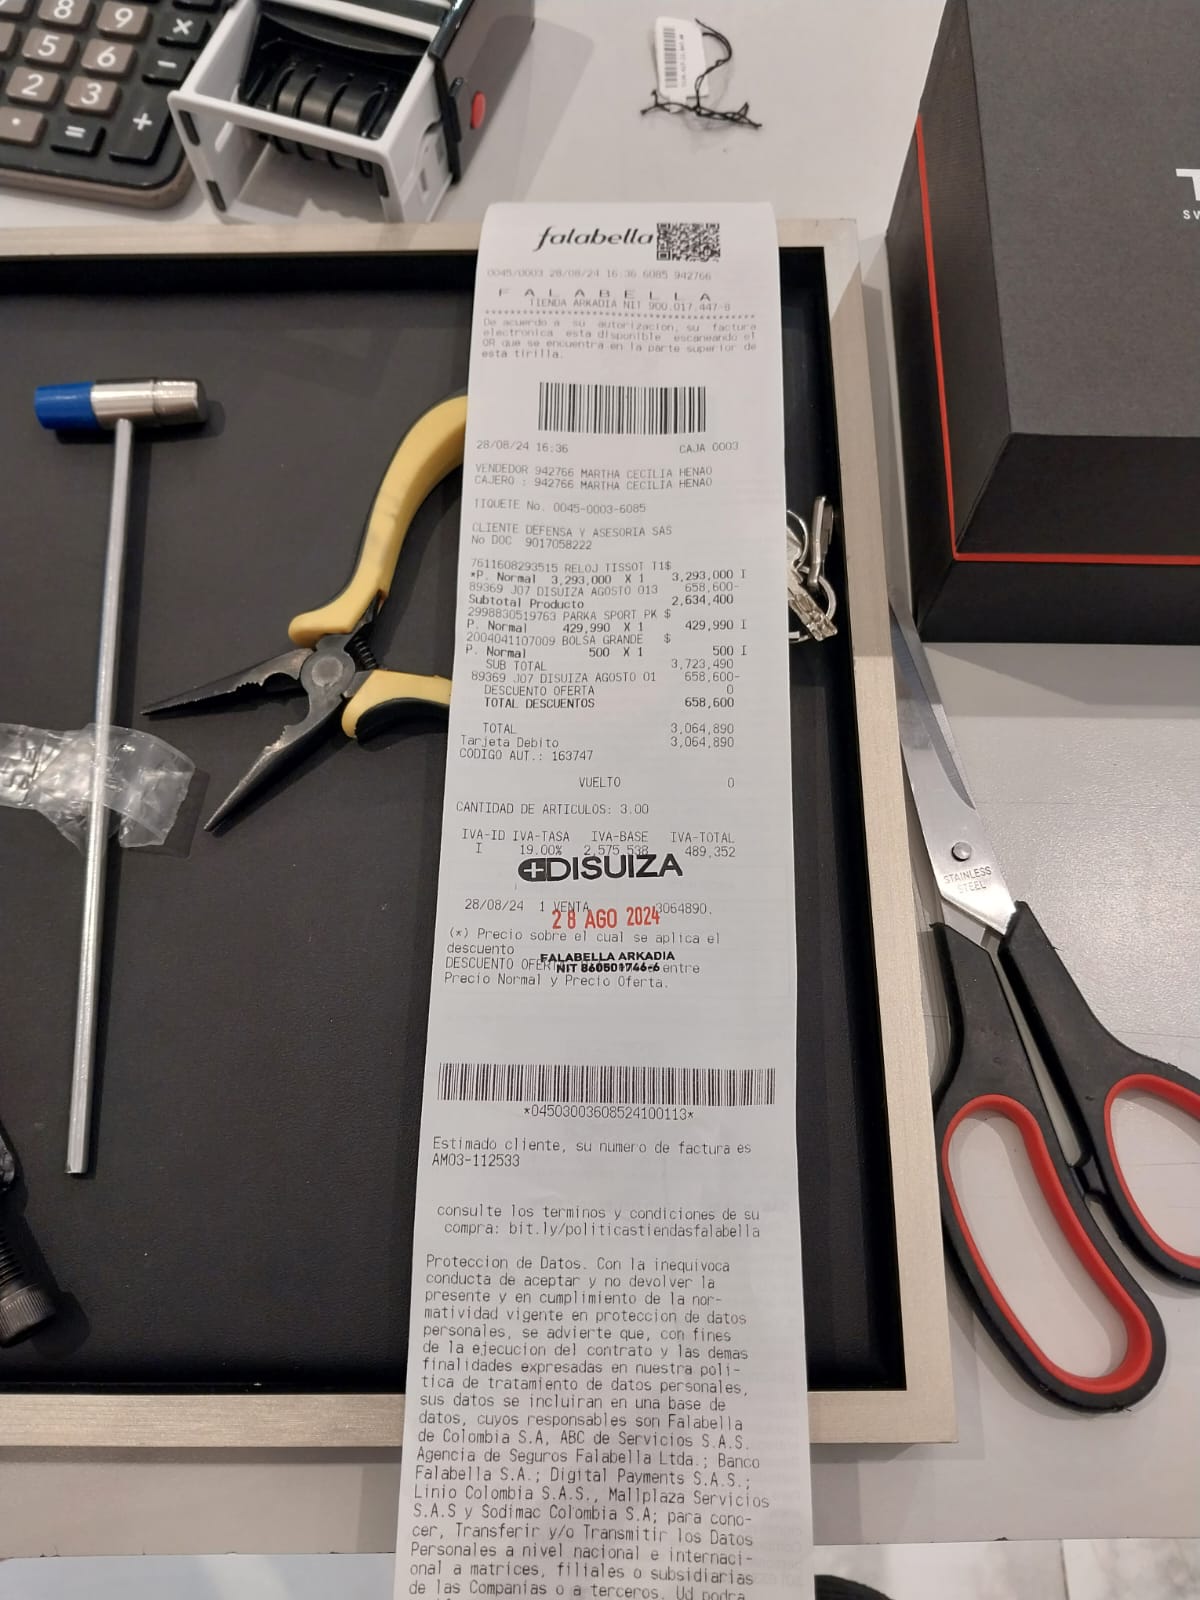 8 9 ×
5 6 −
2 3 +
. =
falabella
0045/0003 28/08/24 16:36 6085 942766
F A L A B E L L A
TIENDA ARKADIA NIT 900.017.447-8
De acuerdo a su autorizacion, su factura
electronica esta disponible escaneando el
QR que se encuentra en la parte superior de
esta tirilla.
28/08/24 16:36 CAJA 0003
VENDEDOR 942766 MARTHA CECILIA HENAO
CAJERO : 942766 MARTHA CECILIA HENAO
TIQUETE No. 0045-0003-6085
CLIENTE DEFENSA Y ASESORIA SAS
No DOC 9017058222
7611608293515 RELOJ TISSOT T1$
*P. Normal 3,293,000 X 1 3,293,000 I
89369 J07 DISUIZA AGOSTO 013 658,600-
Subtotal Producto 2,634,400
2998830519763 PARKA SPORT PK $
P. Normal 429,990 X 1 429,990 I
2004041107009 BOLSA GRANDE $
P. Normal 500 X 1 500 I
SUB TOTAL 3,723,490
89369 J07 DISUIZA AGOSTO 01 658,600-
DESCUENTO OFERTA 0
TOTAL DESCUENTOS 658,600
TOTAL 3,064,890
Tarjeta Debito 3,064,890
CODIGO AUT.: 163747
VUELTO 0
CANTIDAD DE ARTICULOS: 3.00
IVA-ID IVA-TASA IVA-BASE IVA-TOTAL
I 19.00% 2,575,538 489,352
DISUIZA
28/08/24 1 VENTA 3064890.
28 AGO 2024
(*) Precio sobre el cual se aplica el
descuento
FALABELLA ARKADIA
DESCUENTO OFERTA entre
NIT 860501746-6
Precio Normal y Precio Oferta.
*04503003608524100113*
Estimado cliente, su numero de factura es
AM03-112533
consulte los terminos y condiciones de su
compra: bit.ly/politicastiendasfalabella
Proteccion de Datos. Con la inequivoca
conducta de aceptar y no devolver la
presente y en cumplimiento de la nor-
matividad vigente en proteccion de datos
personales, se advierte que, con fines
de la ejecucion del contrato y las demas
finalidades expresadas en nuestra poli-
tica de tratamiento de datos personales,
sus datos se incluiran en una base de
datos, cuyos responsables son Falabella
de Colombia S.A, ABC de Servicios S.A.S.
Agencia de Seguros Falabella Ltda.; Banco
Falabella S.A.; Digital Payments S.A.S.;
Linio Colombia S.A.S., Mallplaza Servicios
S.A.S y Sodimac Colombia S.A; para cono-
cer, Transferir y/o Transmitir los Datos
Personales a nivel nacional e internaci-
onal a matrices, filiales o subsidiarias
de las Companias o a terceros. Ud podra
STAINLESS
STEEL